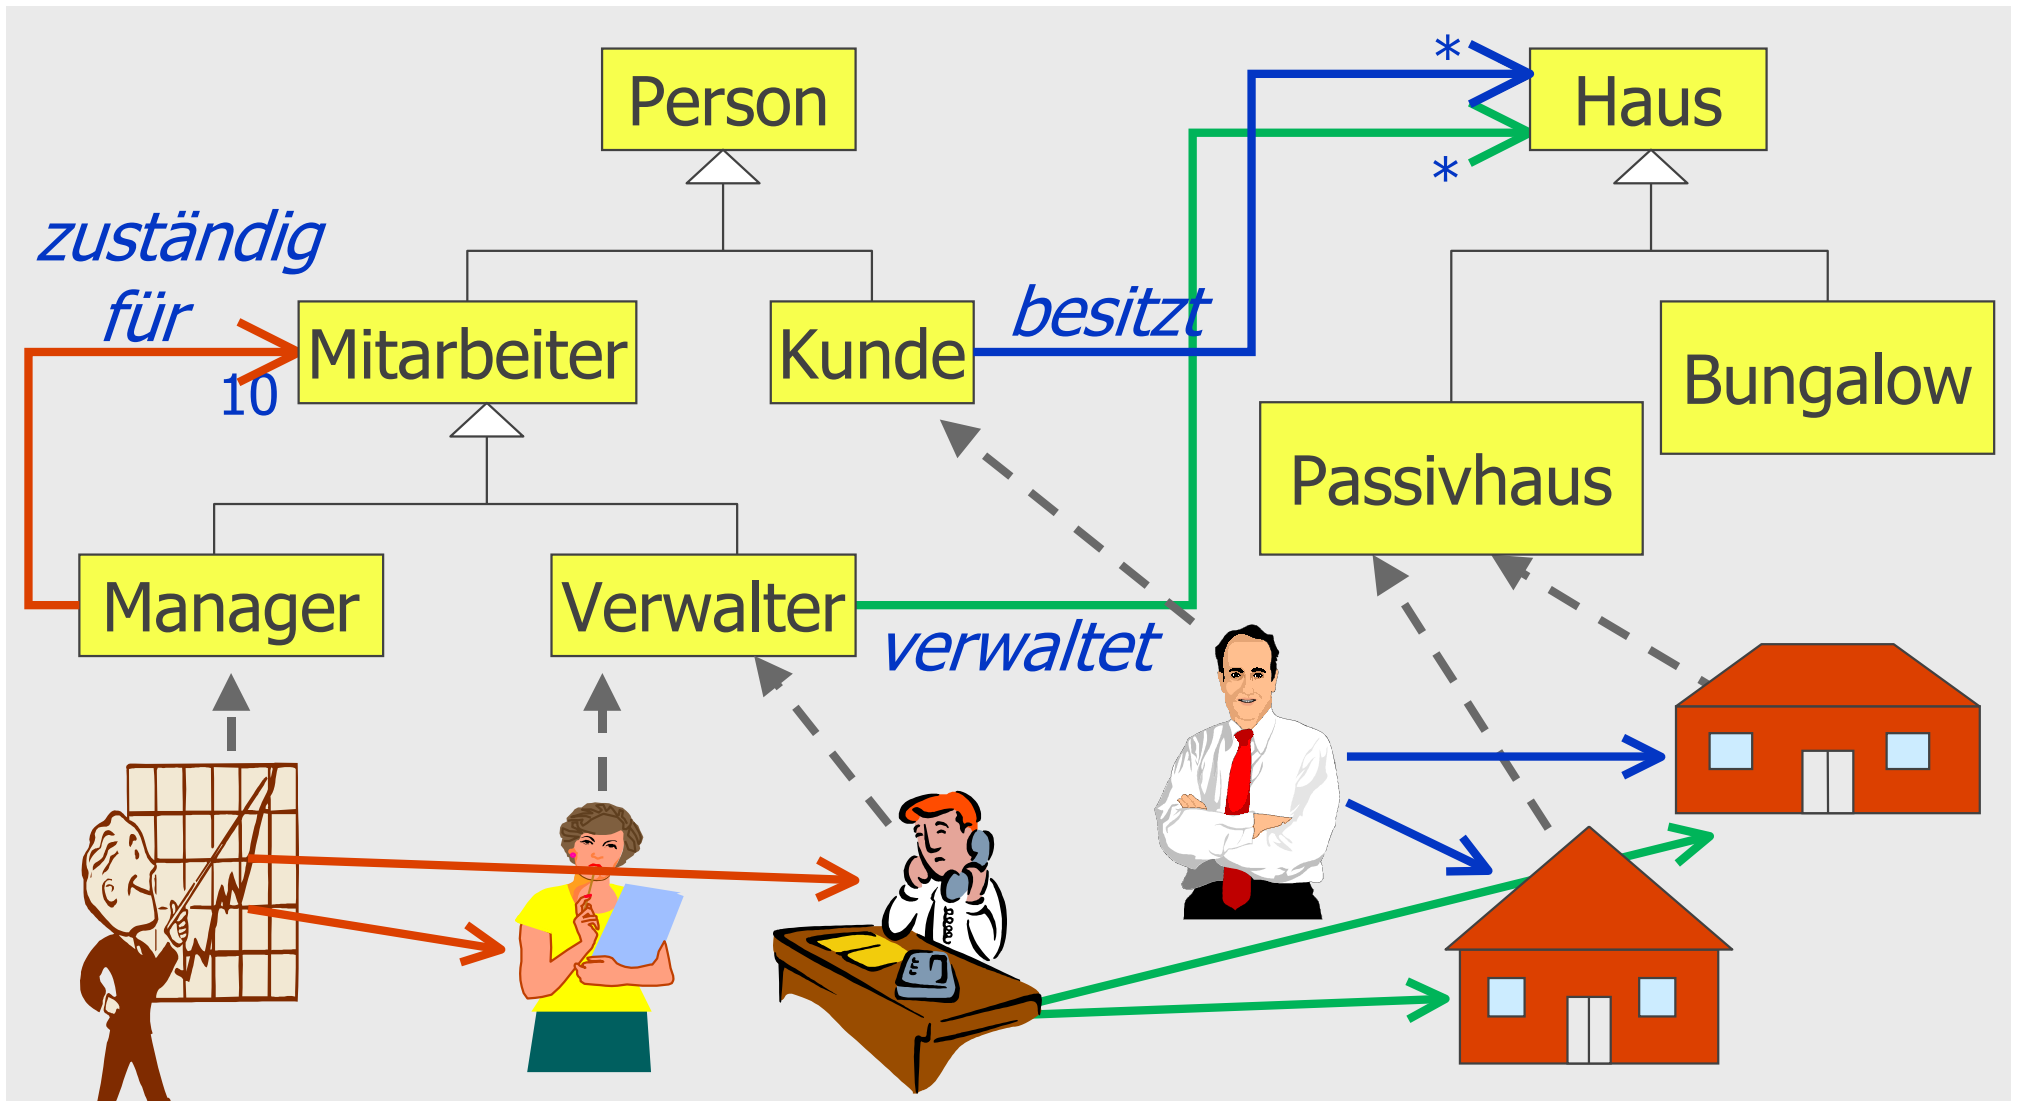 Person
*
Haus
*
zuständig
für
10
Mitarbeiter
Kunde
besitzt
Bungalow
Passivhaus
Manager
Verwalter
verwaltet